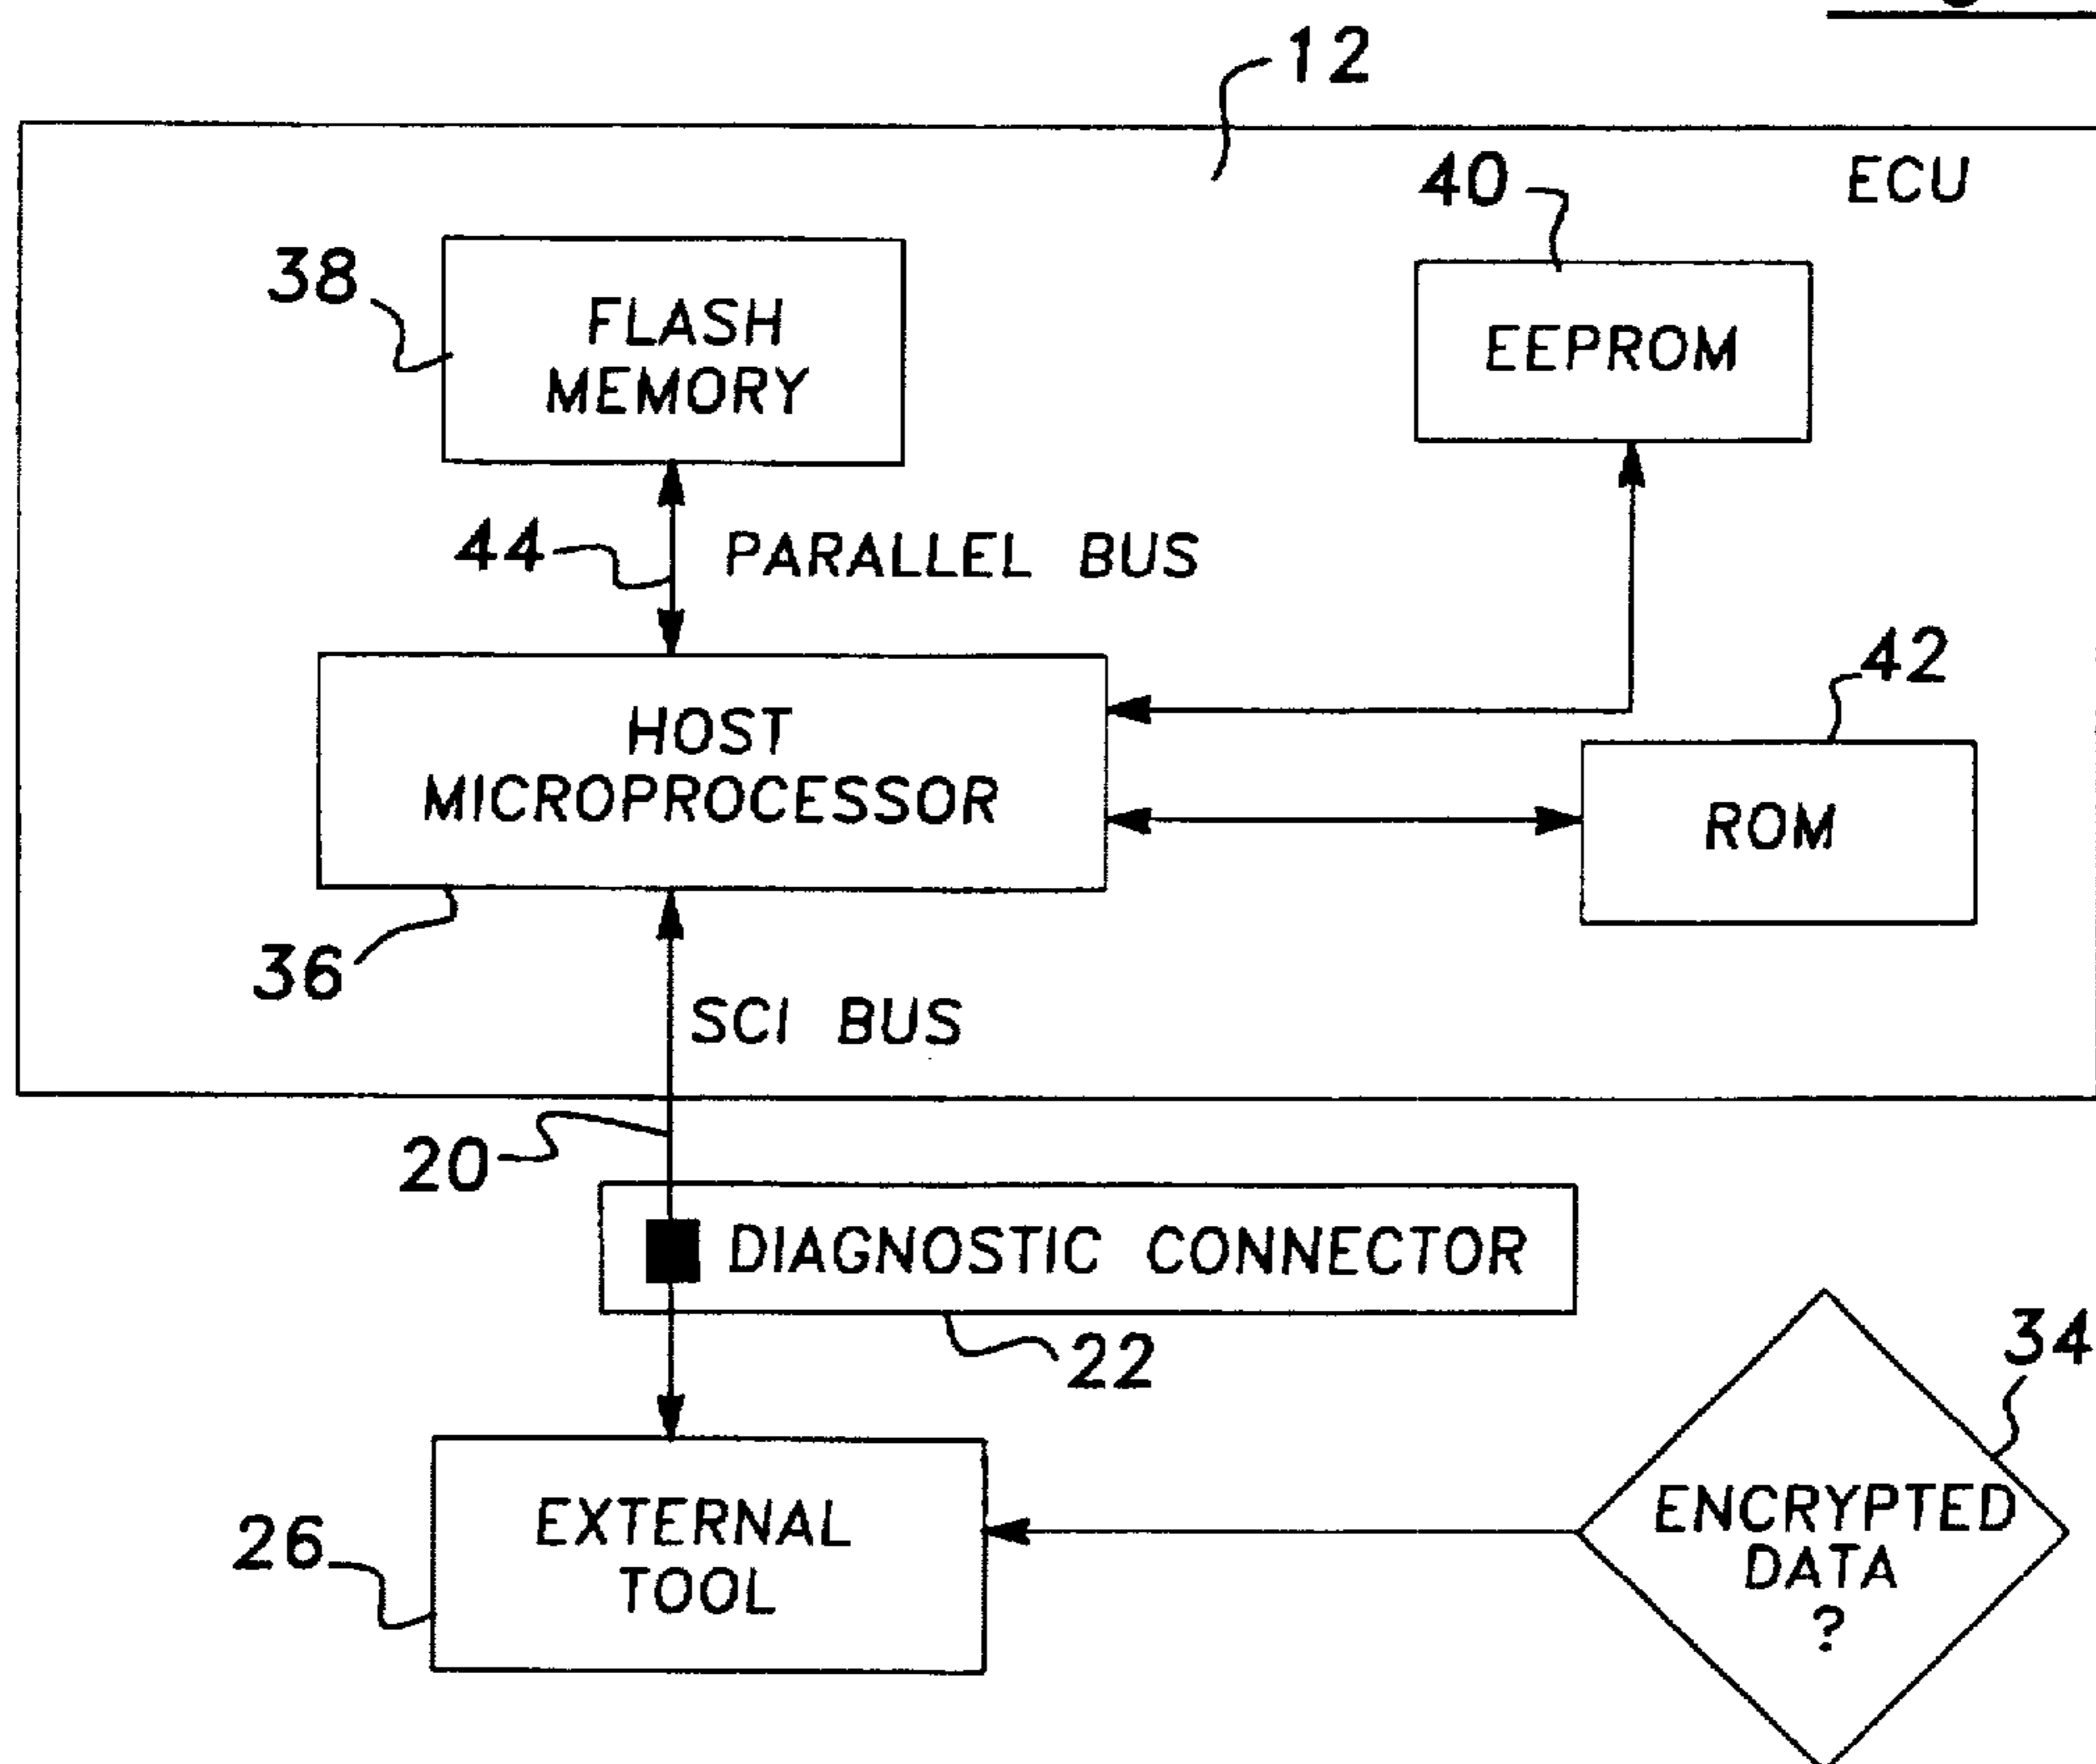 12
ECU
40
38
FLASH
MEMORY
EEPROM
44
PARALLEL BUS
42
HOST
MICROPROCESSOR
ROM
36
SCI BUS
20
DIAGNOSTIC CONNECTOR
22
34
26
EXTERNAL
TOOL
ENCRYPTED
DATA
?